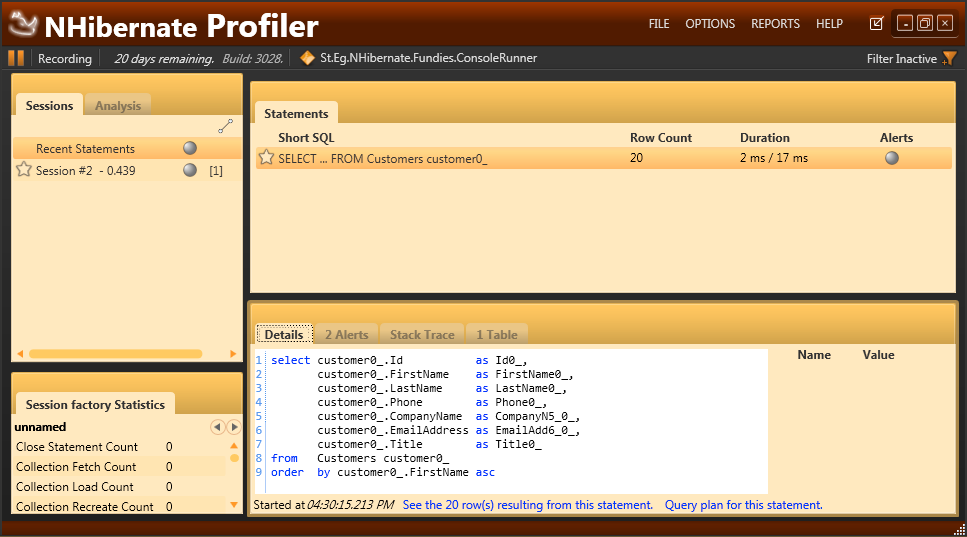 NHibernate Profiler
FILE OPTIONS REPORTS HELP
Recording 20 days remaining. Build: 3028. St.Eg.NHibernate.Fundies.ConsoleRunner Filter Inactive
Sessions Analysis
Recent Statements
Session #2 - 0.439 [1]
Statements
Short SQL Row Count Duration Alerts
SELECT ... FROM Customers customer0_ 20 2 ms / 17 ms
Session factory Statistics
unnamed
Close Statement Count 0
Collection Fetch Count 0
Collection Load Count 0
Collection Recreate Count 0
Details 2 Alerts Stack Trace 1 Table
1 select customer0_.Id as Id0_,
2 customer0_.FirstName as FirstName0_,
3 customer0_.LastName as LastName0_,
4 customer0_.Phone as Phone0_,
5 customer0_.CompanyName as CompanyN5_0_,
6 customer0_.EmailAddress as EmailAdd6_0_,
7 customer0_.Title as Title0_
8 from Customers customer0_
9 order by customer0_.FirstName asc
Name Value
Started at 04:30:15.213 PM See the 20 row(s) resulting from this statement. Query plan for this statement.